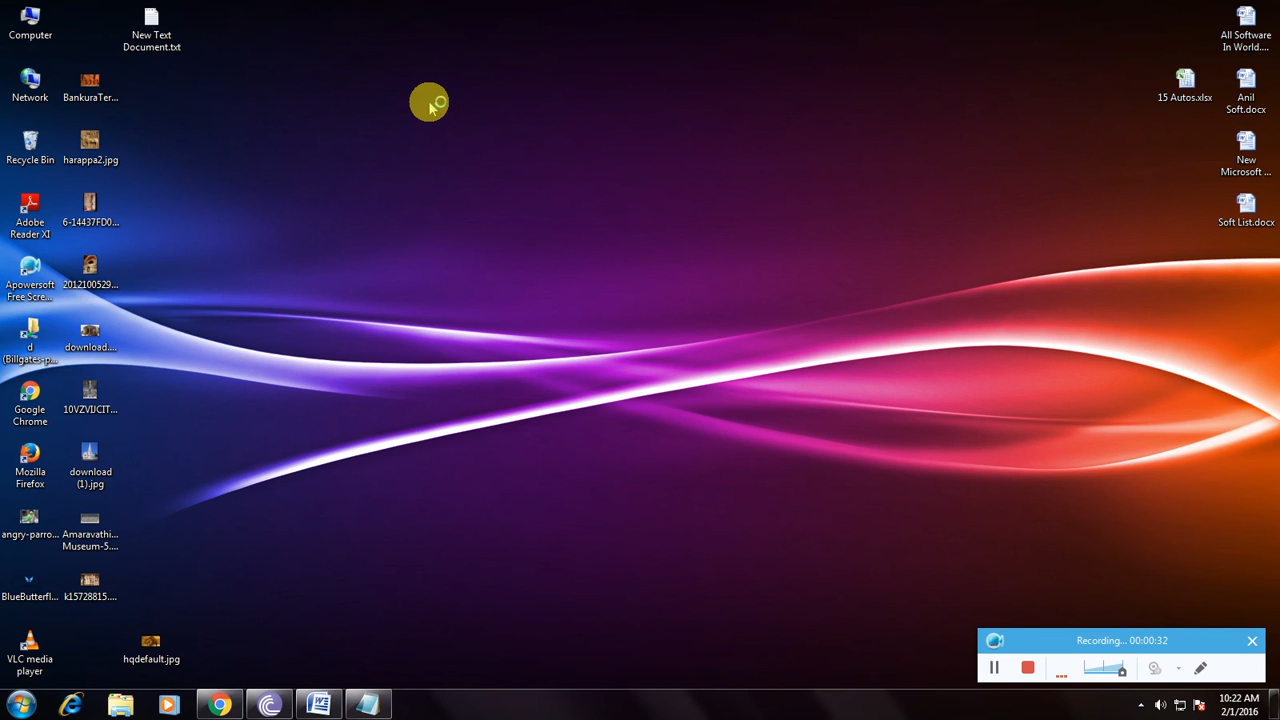 Computer
New Text
Document.txt
Network
BankuraTer...
Recycle Bin
harappa2.jpg
Adobe
Reader XI
6-14437FD0...
Apowersoft
Free Scre...
2012100529...
d
(Billgates-p...
download....
Google
Chrome
10VZVIJCIT...
Mozilla
Firefox
download
(1).jpg
angry-parro...
Amaravathi
Museum-5....
BlueButterfl...
k15728815....
VLC media
player
hqdefault.jpg
All Software
In World....
15 Autos.xlsx
Anil
Soft.docx
New
Microsoft ...
Soft List.docx
Recording... 00:00:32
10:22 AM
2/1/2016